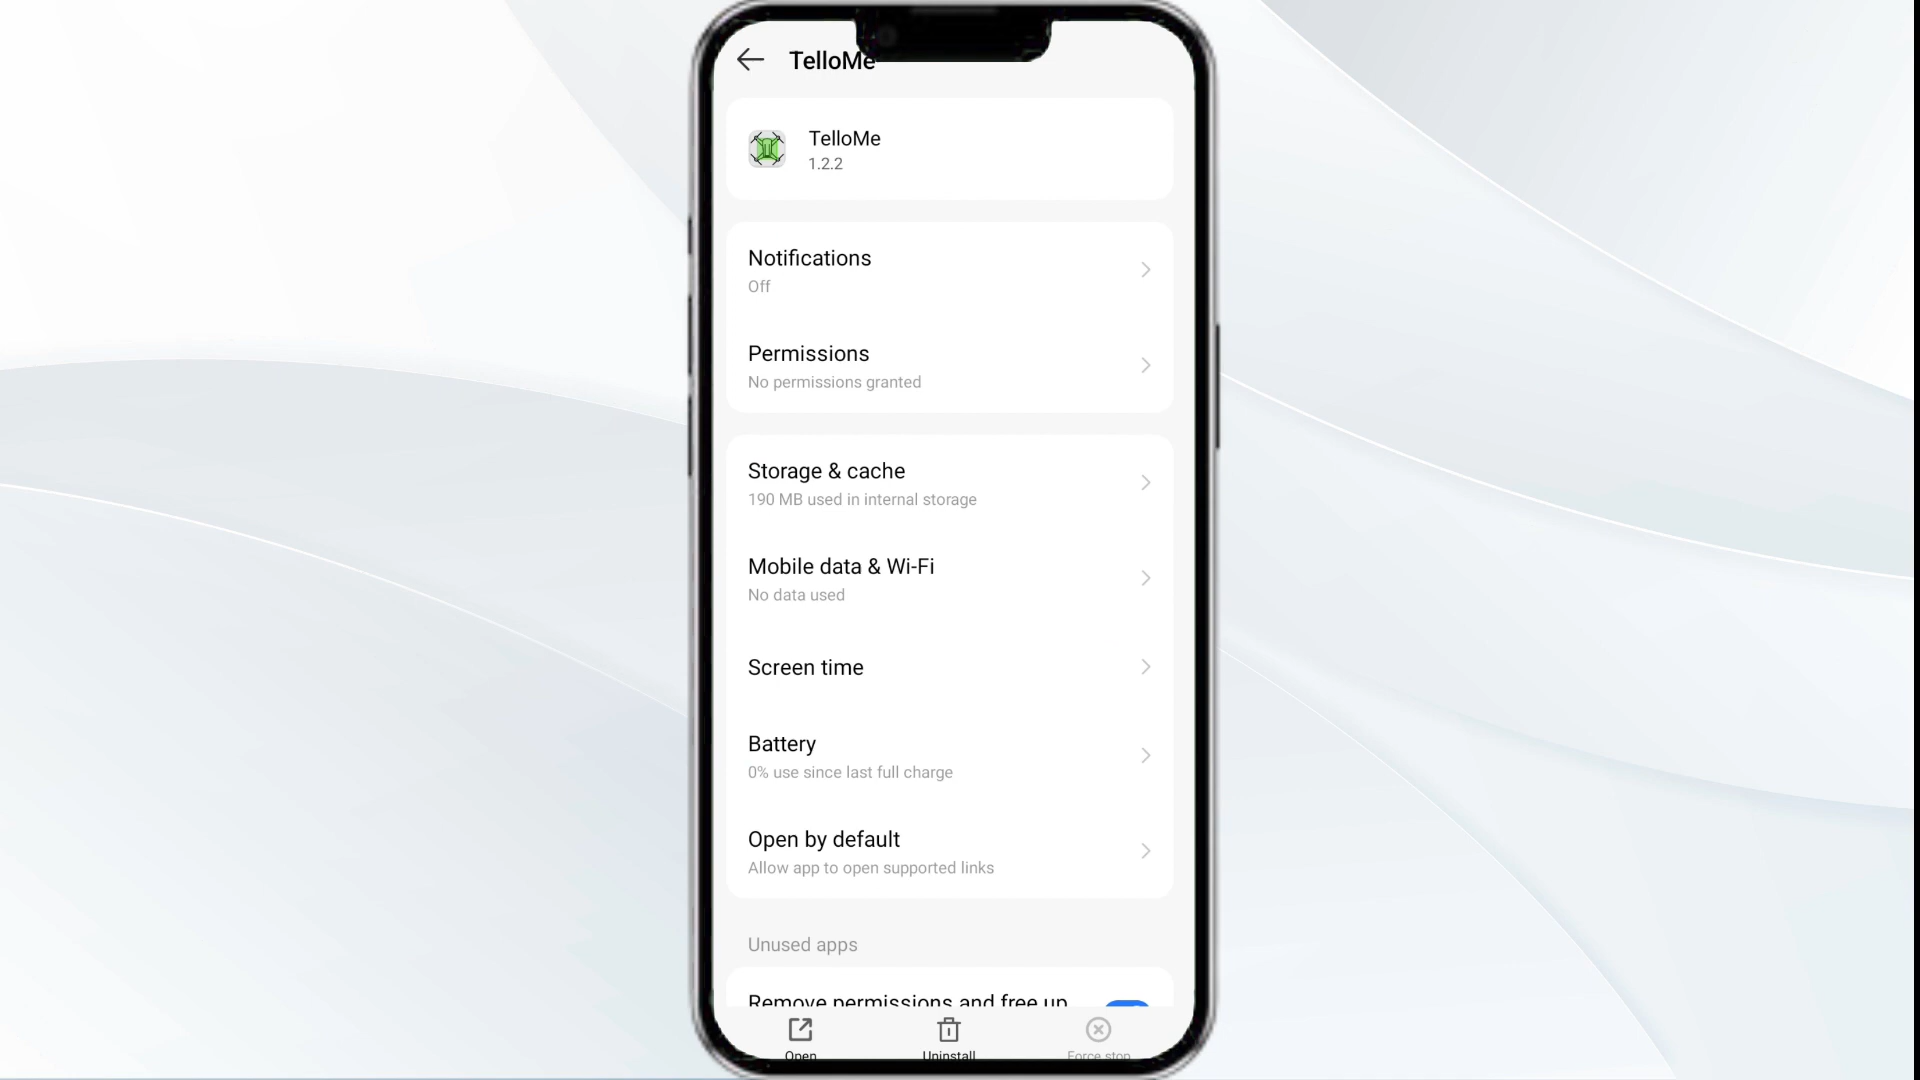 TelloMe
TelloMe
1.2.2
Notifications
Off
Permissions
No permissions granted
Storage & cache
190 MB used in internal storage
Mobile data & Wi-Fi
No data used
Screen time
Battery
0% use since last full charge
Open by default
Allow app to open supported links
Unused apps
Remove permissions and free up
Open
Uninstall
Force stop